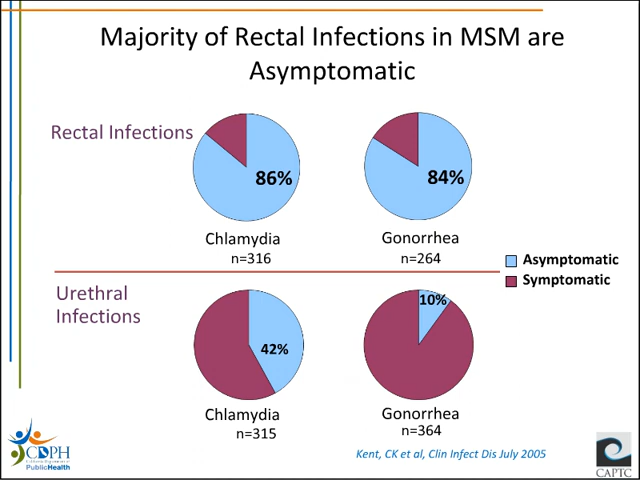 Majority of Rectal Infections in MSM are
Asymptomatic
Rectal Infections
86%
84%
Chlamydia
n=316
Gonorrhea
n=264
Asymptomatic
Symptomatic
Urethral
Infections
42%
10%
Chlamydia
n=315
Gonorrhea
n=364
Kent, CK et al, Clin Infect Dis July 2005
CDPH
PublicHealth
CAPTC